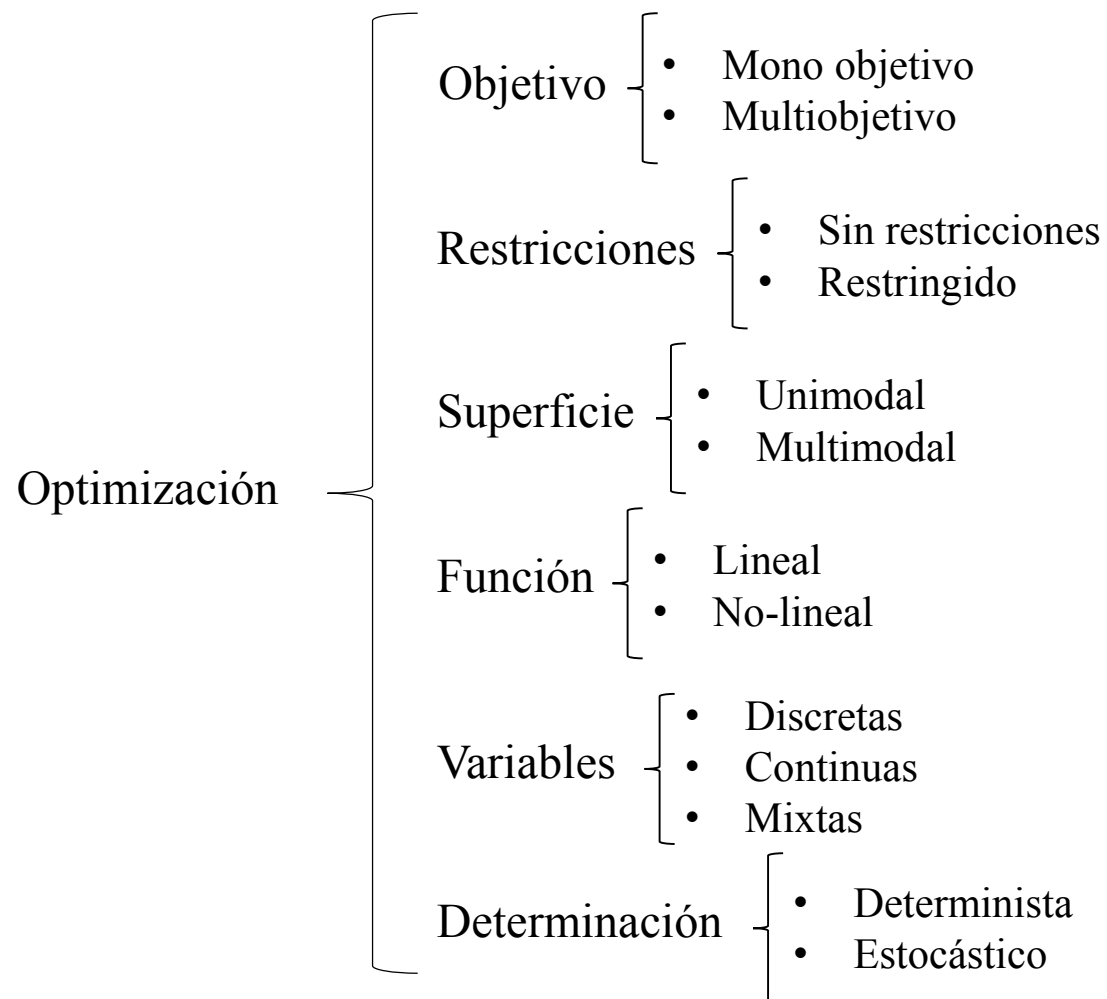 Optimización
Objetivo
• Mono objetivo
• Multiobjetivo
Restricciones
• Sin restricciones
• Restringido
Superficie
• Unimodal
• Multimodal
Función
• Lineal
• No-lineal
Variables
• Discretas
• Continuas
• Mixtas
Determinación
• Determinista
• Estocástico